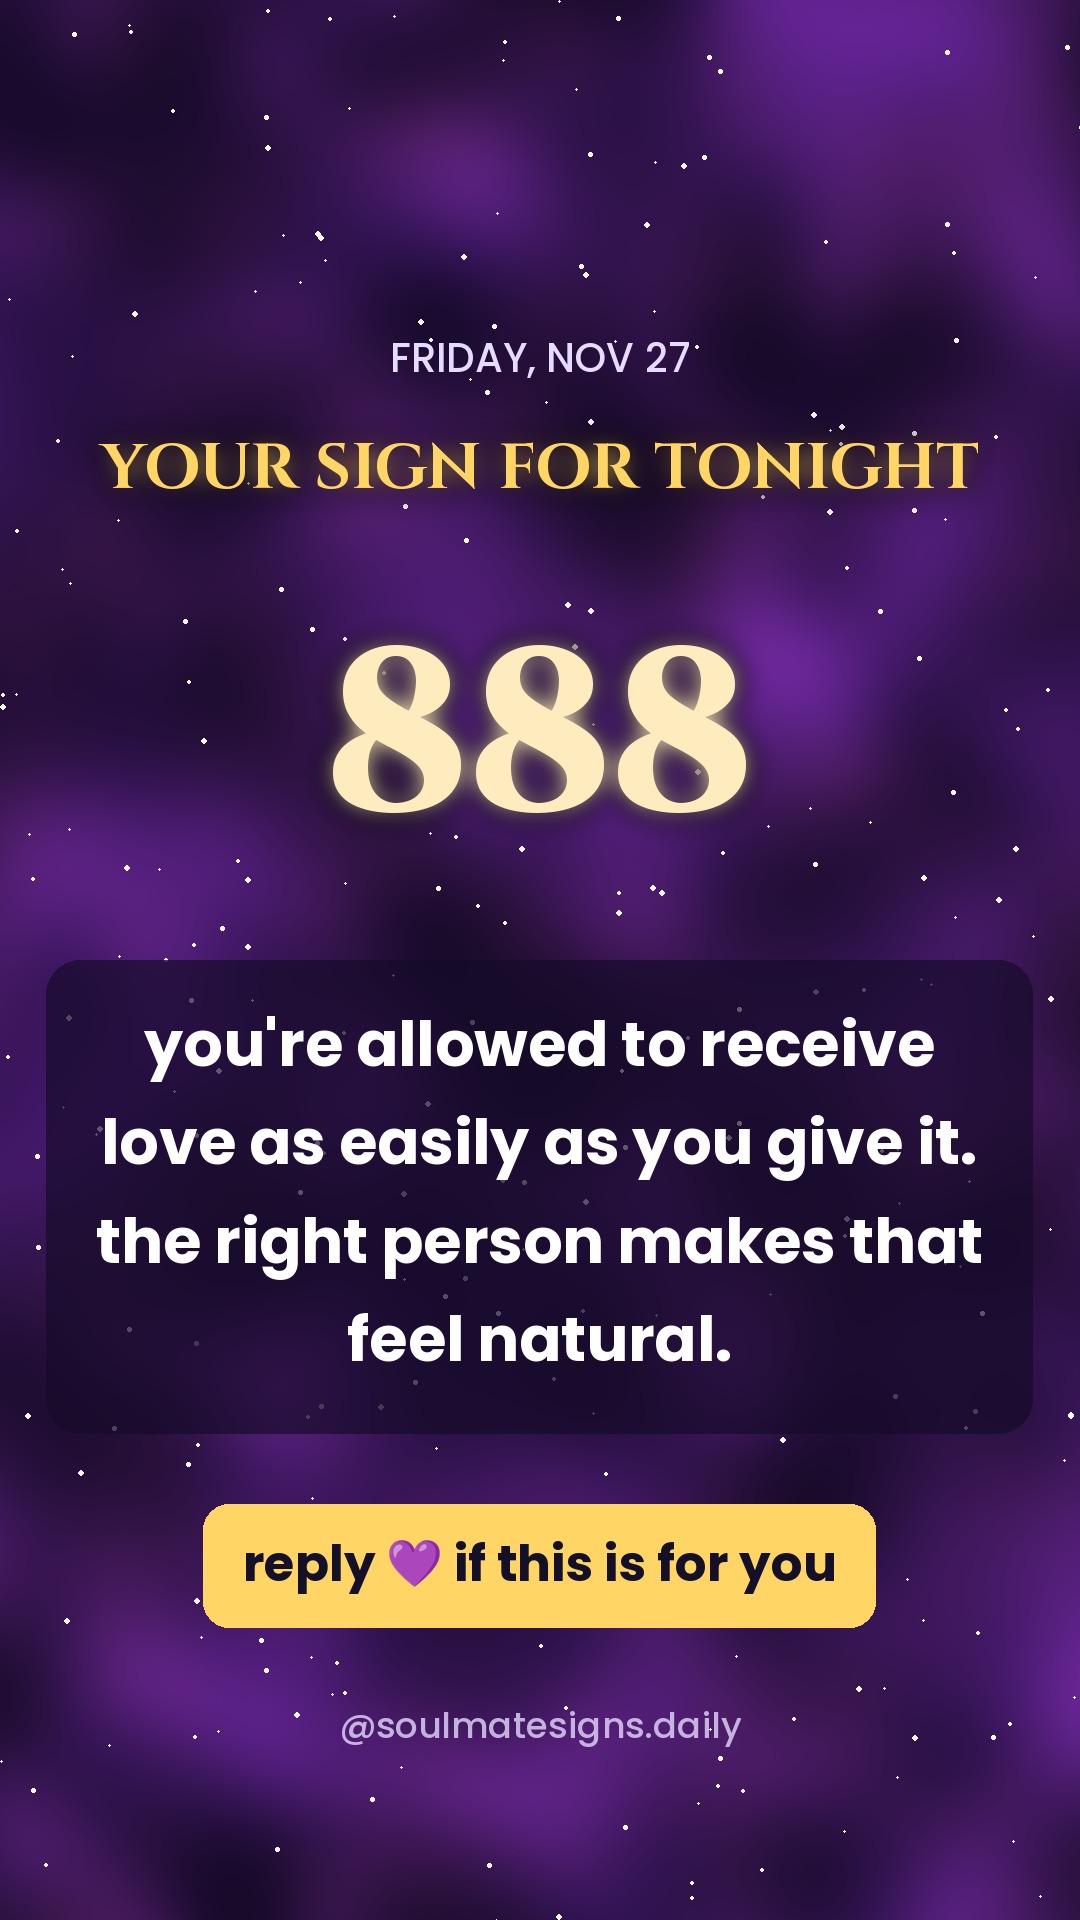 FRIDAY, NOV 27
YOUR SIGN FOR TONIGHT
888
you're allowed to receive
love as easily as you give it.
the right person makes that
feel natural.
reply 💜 if this is for you
@soulmatesigns.daily